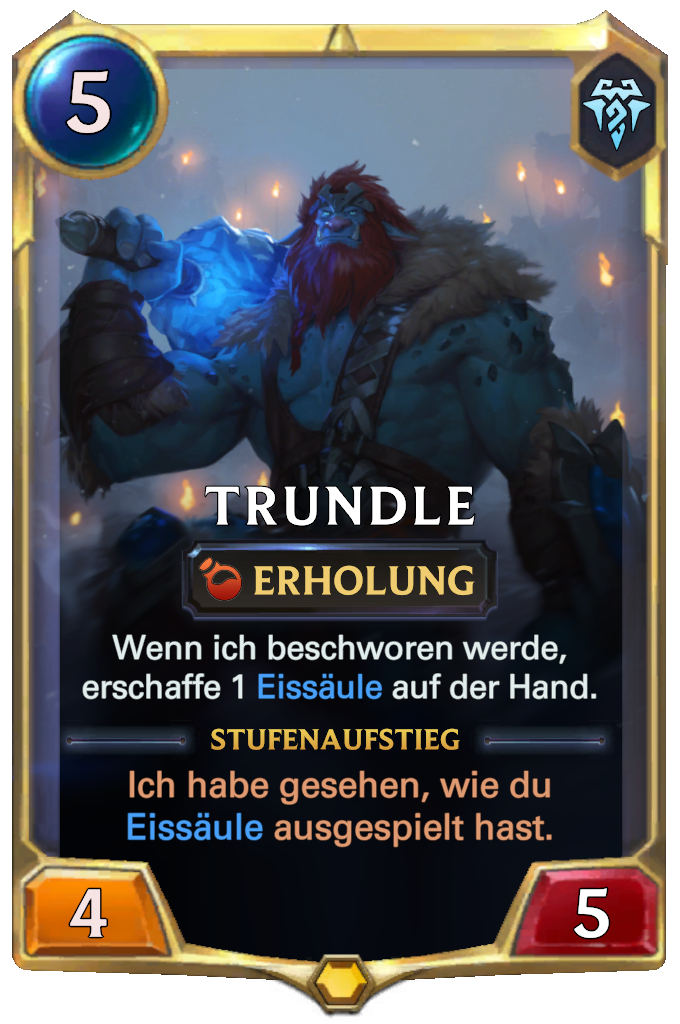 5
TRUNDLE
ERHOLUNG
Wenn ich beschworen werde,
erschaffe 1 Eissäule auf der Hand.
STUFENAUFSTIEG
Ich habe gesehen, wie du
Eissäule ausgespielt hast.
4
5